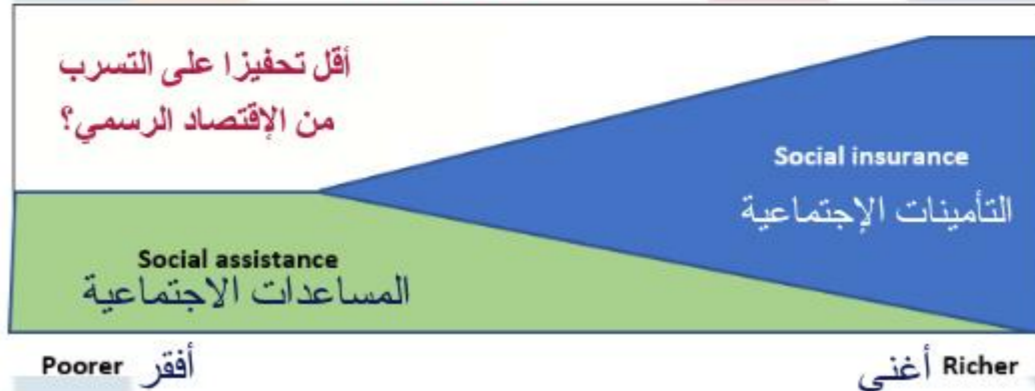 أقل تحفيزا على التسرب
من الإقتصاد الرسمي؟
Social insurance
التأمينات الإجتماعية
Social assistance
المساعدات الاجتماعية
Poorer أفقر
أغنى Richer